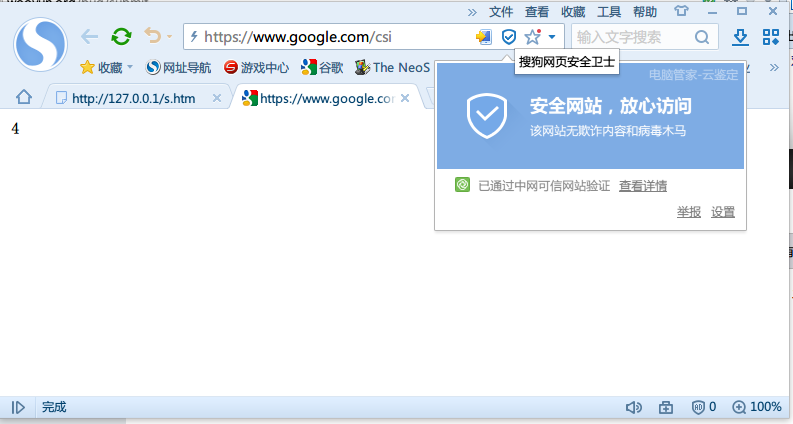 » 文件 查看 收藏 工具 帮助
https://www.google.com/csi 输入文字搜索
收藏 网址导航 游戏中心 谷歌 The NeoS »
搜狗网页安全卫士
http://127.0.0.1/s.htm https://www.google.com
电脑管家-云鉴定
安全网站，放心访问
该网站无欺诈内容和病毒木马
已通过中网可信网站验证 查看详情
举报 设置
4
完成 0 100%